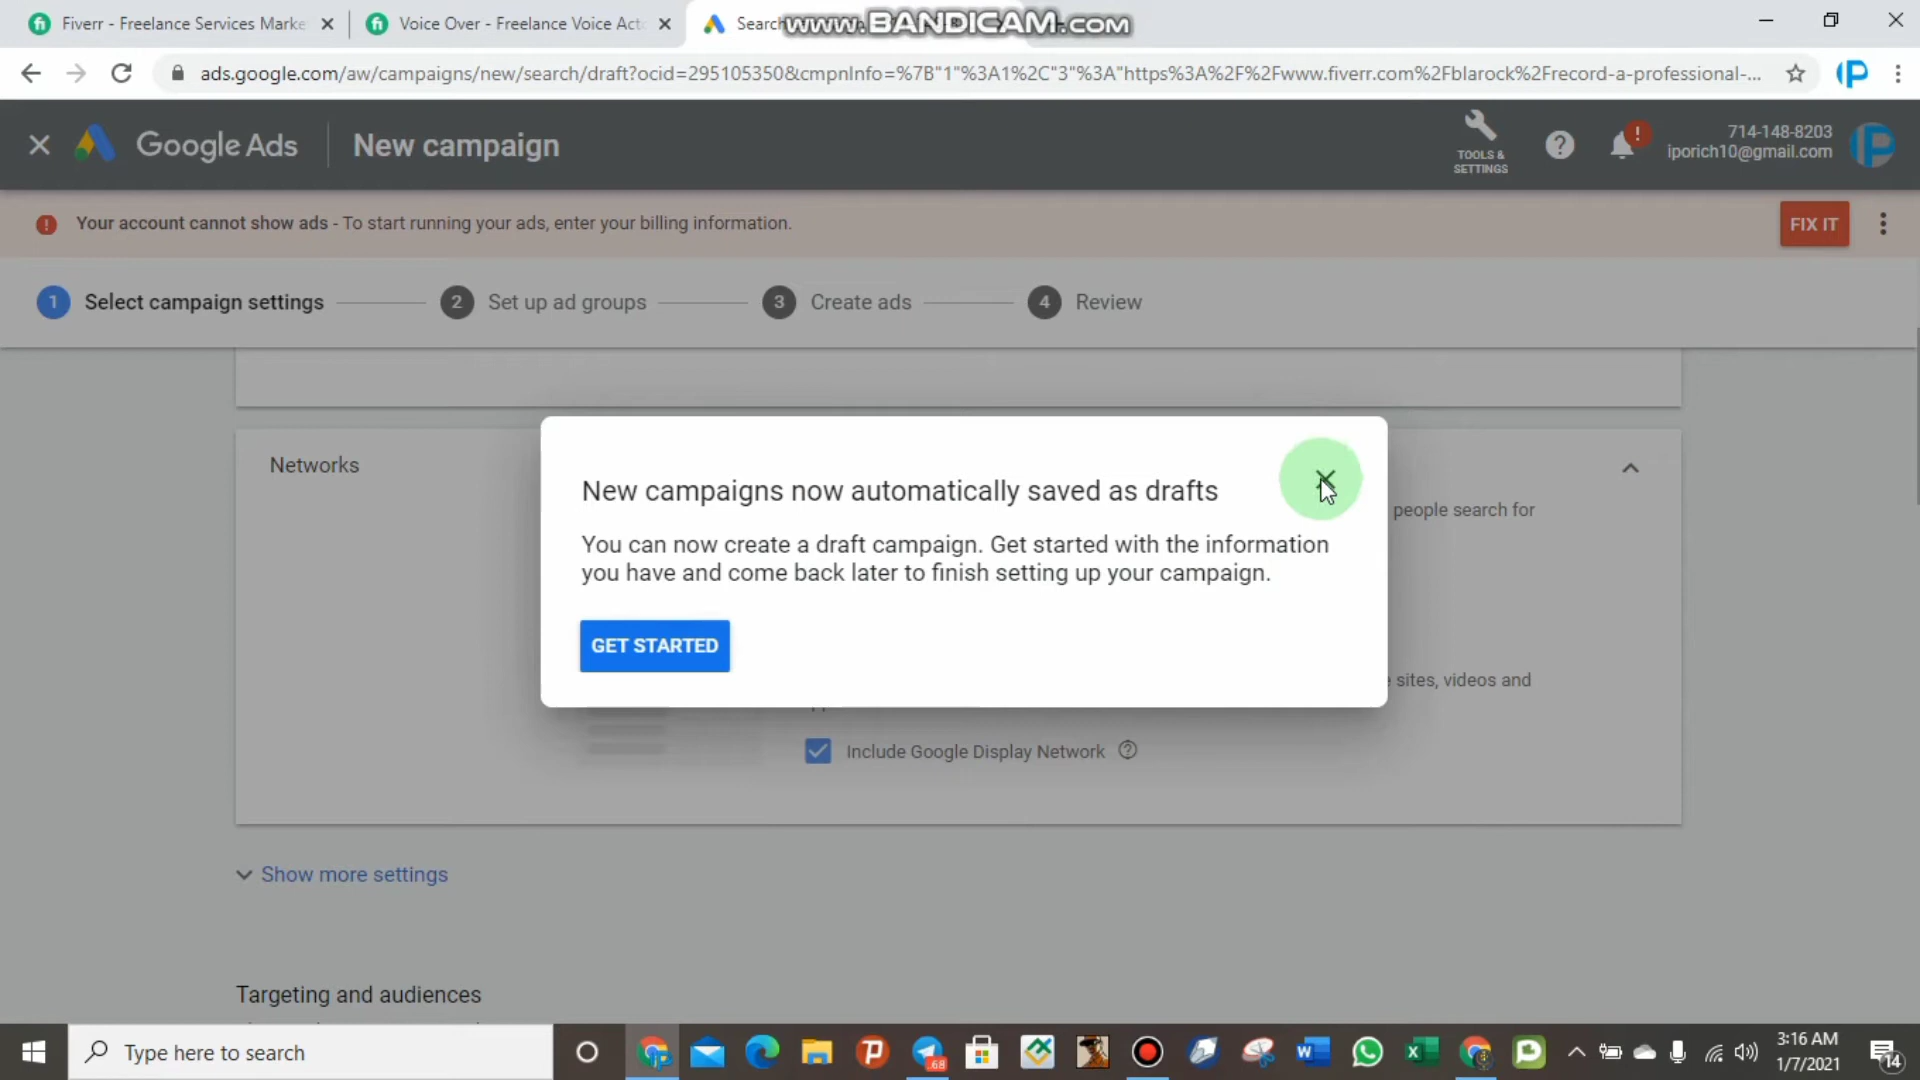 Fiverr - Freelance Services Marke
Voice Over - Freelance Voice Act
Search
www.BANDICAM.com
ads.google.com/aw/campaigns/new/search/draft?ocid=295105350&cmpnInfo=%7B"1"%3A1%2C"3"%3A"https%3A%2F%2Fwww.fiverr.com%2Fblarock%2Frecord-a-professional-...
Google Ads
New campaign
TOOLS &
SETTINGS
714-148-8203
iporich10@gmail.com
Your account cannot show ads - To start running your ads, enter your billing information.
FIX IT
1 Select campaign settings
2 Set up ad groups
3 Create ads
4 Review
Networks
people search for
New campaigns now automatically saved as drafts
You can now create a draft campaign. Get started with the information
you have and come back later to finish setting up your campaign.
GET STARTED
sites, videos and
Include Google Display Network
Show more settings
Targeting and audiences
Type here to search
68
3:16 AM
1/7/2021
14